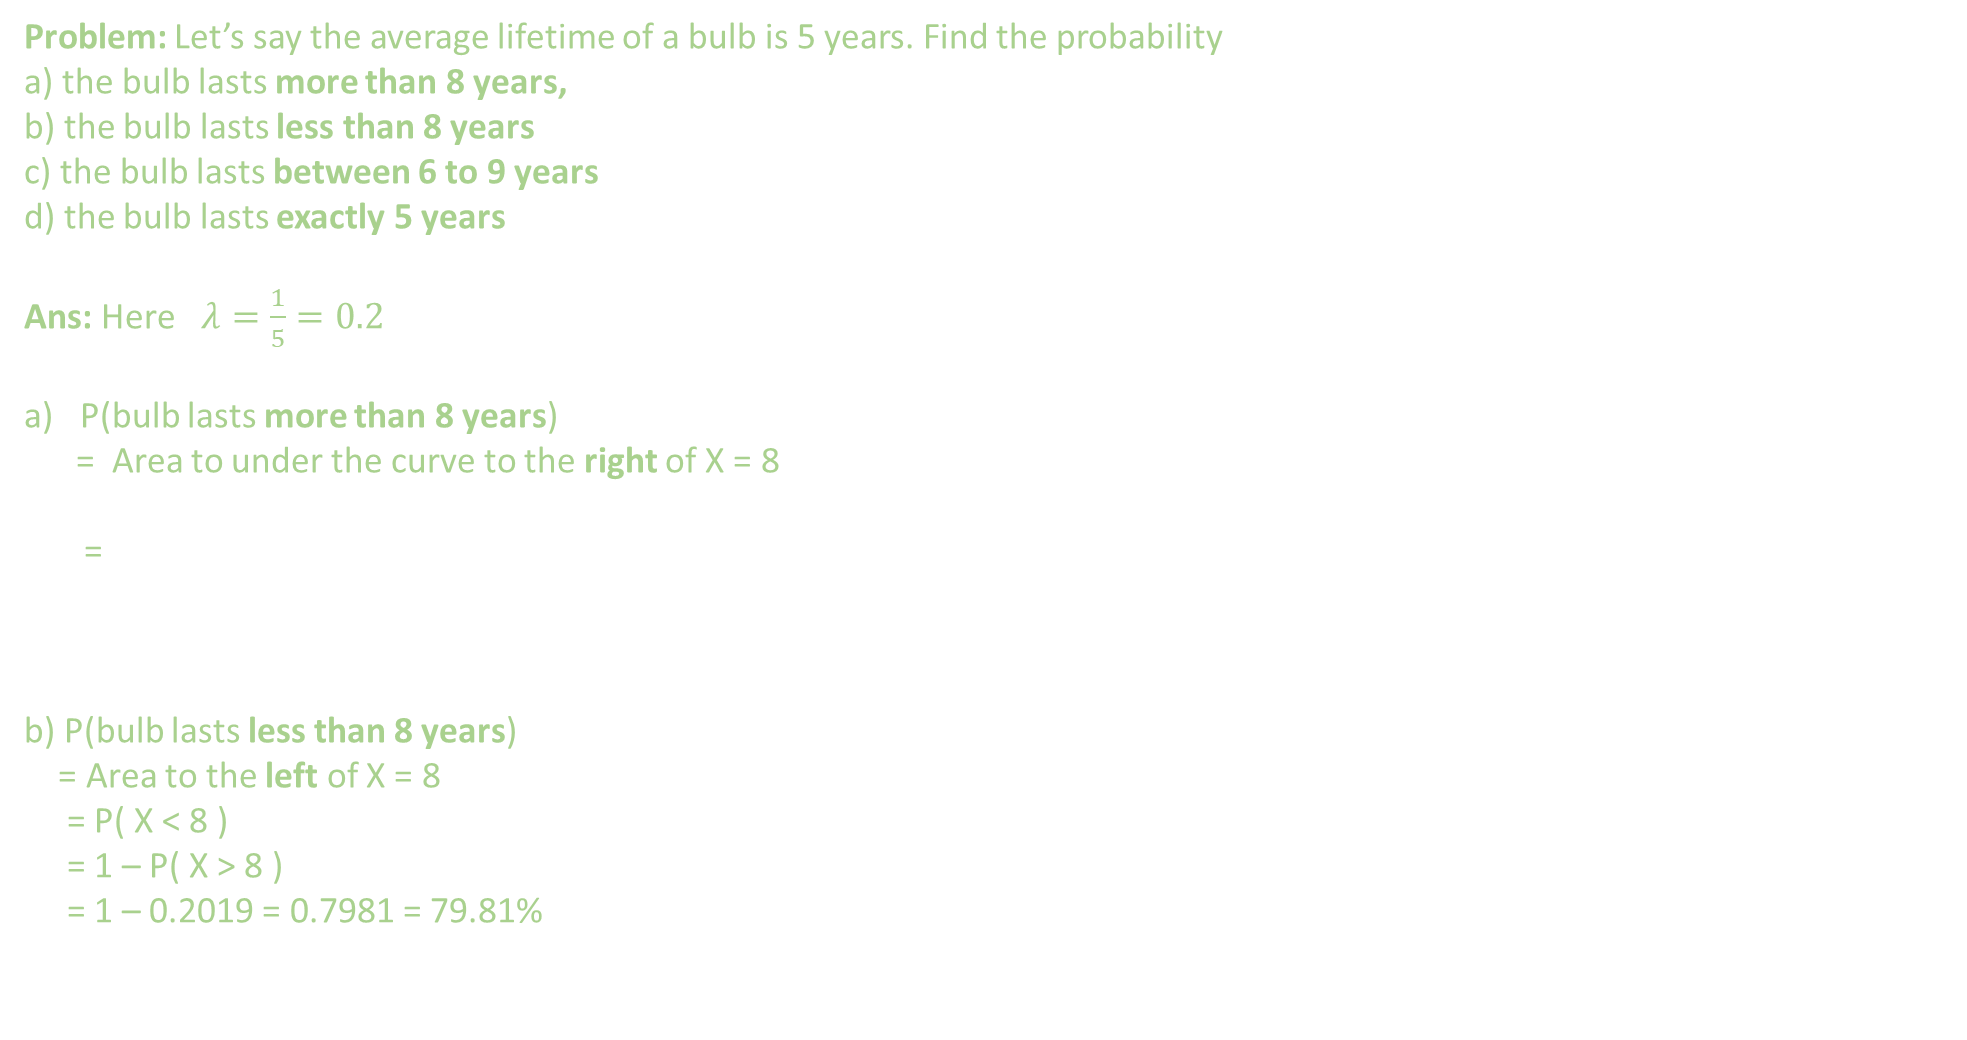 Problem: Let’s say the average lifetime of a bulb is 5 years. Find the probability
a) the bulb lasts more than 8 years,
b) the bulb lasts less than 8 years
c) the bulb lasts between 6 to 9 years
d) the bulb lasts exactly 5 years
Ans: Here λ = 1/5 = 0.2
a) P(bulb lasts more than 8 years)
= Area to under the curve to the right of X = 8
=
b) P(bulb lasts less than 8 years)
= Area to the left of X = 8
= P( X < 8 )
= 1 – P( X > 8 )
= 1 – 0.2019 = 0.7981 = 79.81%